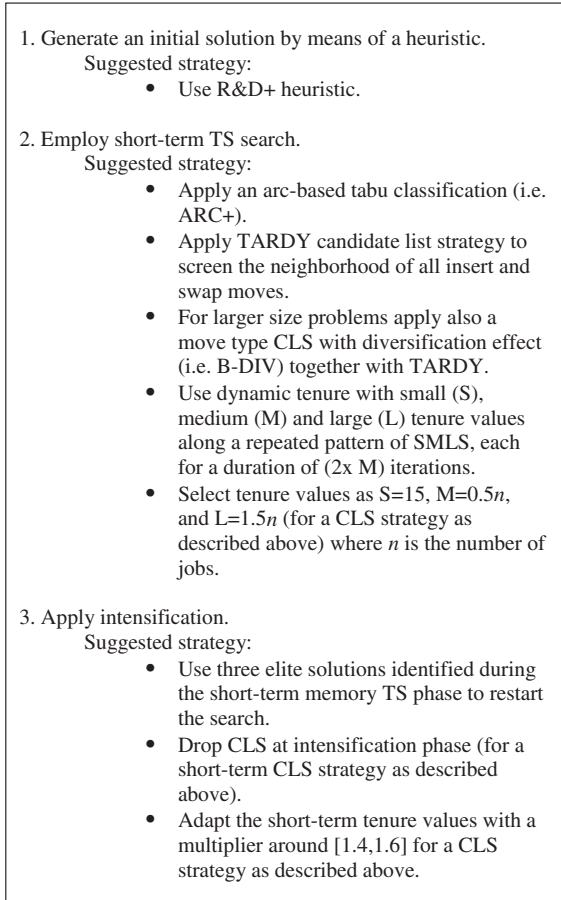 1. Generate an initial solution by means of a heuristic.
Suggested strategy:
• Use R&D+ heuristic.
2. Employ short-term TS search.
Suggested strategy:
• Apply an arc-based tabu classification (i.e.
ARC+).
• Apply TARDY candidate list strategy to
screen the neighborhood of all insert and
swap moves.
• For larger size problems apply also a
move type CLS with diversification effect
(i.e. B-DIV) together with TARDY.
• Use dynamic tenure with small (S),
medium (M) and large (L) tenure values
along a repeated pattern of SMLS, each
for a duration of (2x M) iterations.
• Select tenure values as S=15, M=0.5n,
and L=1.5n (for a CLS strategy as
described above) where n is the number of
jobs.
3. Apply intensification.
Suggested strategy:
• Use three elite solutions identified during
the short-term memory TS phase to restart
the search.
• Drop CLS at intensification phase (for a
short-term CLS strategy as described
above).
• Adapt the short-term tenure values with a
multiplier around [1.4,1.6] for a CLS
strategy as described above.